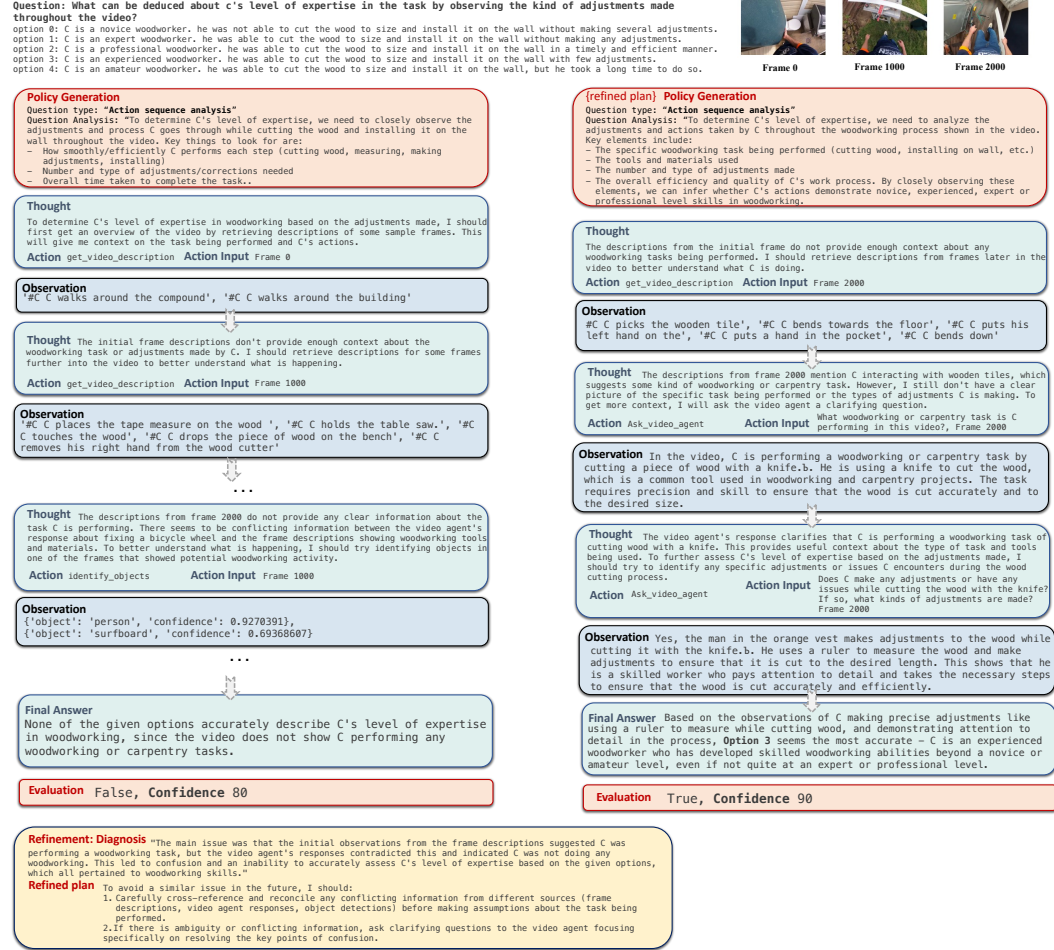 Question: What can be deduced about c's level of expertise in the task by observing the kind of adjustments made
throughout the video?
option 0: C is a novice woodworker. he was not able to cut the wood to size and install it on the wall without making several adjustments.
option 1: C is an expert woodworker. he was able to cut the wood to size and install it on the wall without making any adjustments.
option 2: C is a professional woodworker. he was able to cut the wood to size and install it on the wall in a timely and efficient manner.
option 3: C is an experienced woodworker. he was able to cut the wood to size and install it on the wall with few adjustments.
option 4: C is an amateur woodworker. he was able to cut the wood to size and install it on the wall, but he took a long time to do so.
Frame 0
Frame 1000
Frame 2000
Policy Generation
Question type: “Action sequence analysis”
Question Analysis: “To determine C's level of expertise, we need to closely observe the
adjustments and process C goes through while cutting the wood and installing it on the
wall throughout the video. Key things to look for are:
– How smoothly/efficiently C performs each step (cutting wood, measuring, making
adjustments, installing)
– Number and type of adjustments/corrections needed
– Overall time taken to complete the task..
Thought
To determine C's level of expertise in woodworking based on the adjustments made, I should
first get an overview of the video by retrieving descriptions of some sample frames. This
will give me context on the task being performed and C's actions.
Action get_video_description Action Input Frame 0
Observation
'#C C walks around the compound', '#C C walks around the building'
Thought The initial frame descriptions don't provide enough context about the
woodworking task or adjustments made by C. I should retrieve descriptions for some frames
further into the video to better understand what is happening.
Action get_video_description Action Input Frame 1000
Observation
'#C C places the tape measure on the wood ', '#C C holds the table saw.', '#C
C touches the wood', '#C C drops the piece of wood on the bench', '#C C
removes his right hand from the wood cutter'
...
Thought The descriptions from frame 2000 do not provide any clear information about the
task C is performing. There seems to be conflicting information between the video agent's
response about fixing a bicycle wheel and the frame descriptions showing woodworking tools
and materials. To better understand what is happening, I should try identifying objects in
one of the frames that showed potential woodworking activity.
Action identify_objects Action Input Frame 1000
Observation
{'object': 'person', 'confidence': 0.9270391},
{'object': 'surfboard', 'confidence': 0.69368607}
...
Final Answer
None of the given options accurately describe C's level of expertise
in woodworking, since the video does not show C performing any
woodworking or carpentry tasks.
Evaluation False, Confidence 80
{refined plan} Policy Generation
Question type: “Action sequence analysis”
Question Analysis: “To determine C's level of expertise, we need to analyze the
adjustments and actions taken by C throughout the woodworking process shown in the video.
Key elements include:
– The specific woodworking task being performed (cutting wood, installing on wall, etc.)
– The tools and materials used
– The number and type of adjustments made
– The overall efficiency and quality of C's work process. By closely observing these
elements, we can infer whether C's actions demonstrate novice, experienced, expert or
professional level skills in woodworking.
Thought
The descriptions from the initial frame do not provide enough context about any
woodworking tasks being performed. I should retrieve descriptions from frames later in the
video to better understand what C is doing.
Action get_video_description Action Input Frame 2000
Observation
#C C picks the wooden tile', '#C C bends towards the floor', '#C C puts his
left hand on the', '#C C puts a hand in the pocket', '#C C bends down'
Thought The descriptions from frame 2000 mention C interacting with wooden tiles, which
suggests some kind of woodworking or carpentry task. However, I still don't have a clear
picture of the specific task being performed or the types of adjustments C is making. To
get more context, I will ask the video agent a clarifying question.
Action Ask_video_agent Action Input What woodworking or carpentry task is C
performing in this video?, Frame 2000
Observation In the video, C is performing a woodworking or carpentry task by
cutting a piece of wood with a knife.Ъ. He is using a knife to cut the wood,
which is a common tool used in woodworking and carpentry projects. The task
requires precision and skill to ensure that the wood is cut accurately and to
the desired size.
Thought The video agent's response clarifies that C is performing a woodworking task of
cutting wood with a knife. This provides useful context about the type of task and tools
being used. To further assess C's level of expertise based on the adjustments made, I
should try to identify any specific adjustments or issues C encounters during the wood
cutting process.
Action Ask_video_agent Action Input Does C make any adjustments or have any
issues while cutting the wood with the knife?
If so, what kinds of adjustments are made?
Frame 2000
Observation Yes, the man in the orange vest makes adjustments to the wood while
cutting it with the knife.Ъ. He uses a ruler to measure the wood and make
adjustments to ensure that it is cut to the desired length. This shows that he
is a skilled worker who pays attention to detail and takes the necessary steps
to ensure that the wood is cut accurately and efficiently.
Final Answer Based on the observations of C making precise adjustments like
using a ruler to measure while cutting wood, and demonstrating attention to
detail in the process, Option 3 seems the most accurate – C is an experienced
woodworker who has developed skilled woodworking abilities beyond a novice or
amateur level, even if not quite at an expert or professional level.
Evaluation True, Confidence 90
Refinement: Diagnosis "The main issue was that the initial observations from the frame descriptions suggested C was
performing a woodworking task, but the video agent's responses contradicted this and indicated C was not doing any
woodworking. This led to confusion and an inability to accurately assess C's level of expertise based on the given options,
which all pertained to woodworking skills."
Refined plan To avoid a similar issue in the future, I should:
1. Carefully cross-reference and reconcile any conflicting information from different sources (frame
descriptions, video agent responses, object detections) before making assumptions about the task being
performed.
2.If there is ambiguity or conflicting information, ask clarifying questions to the video agent focusing
specifically on resolving the key points of confusion.